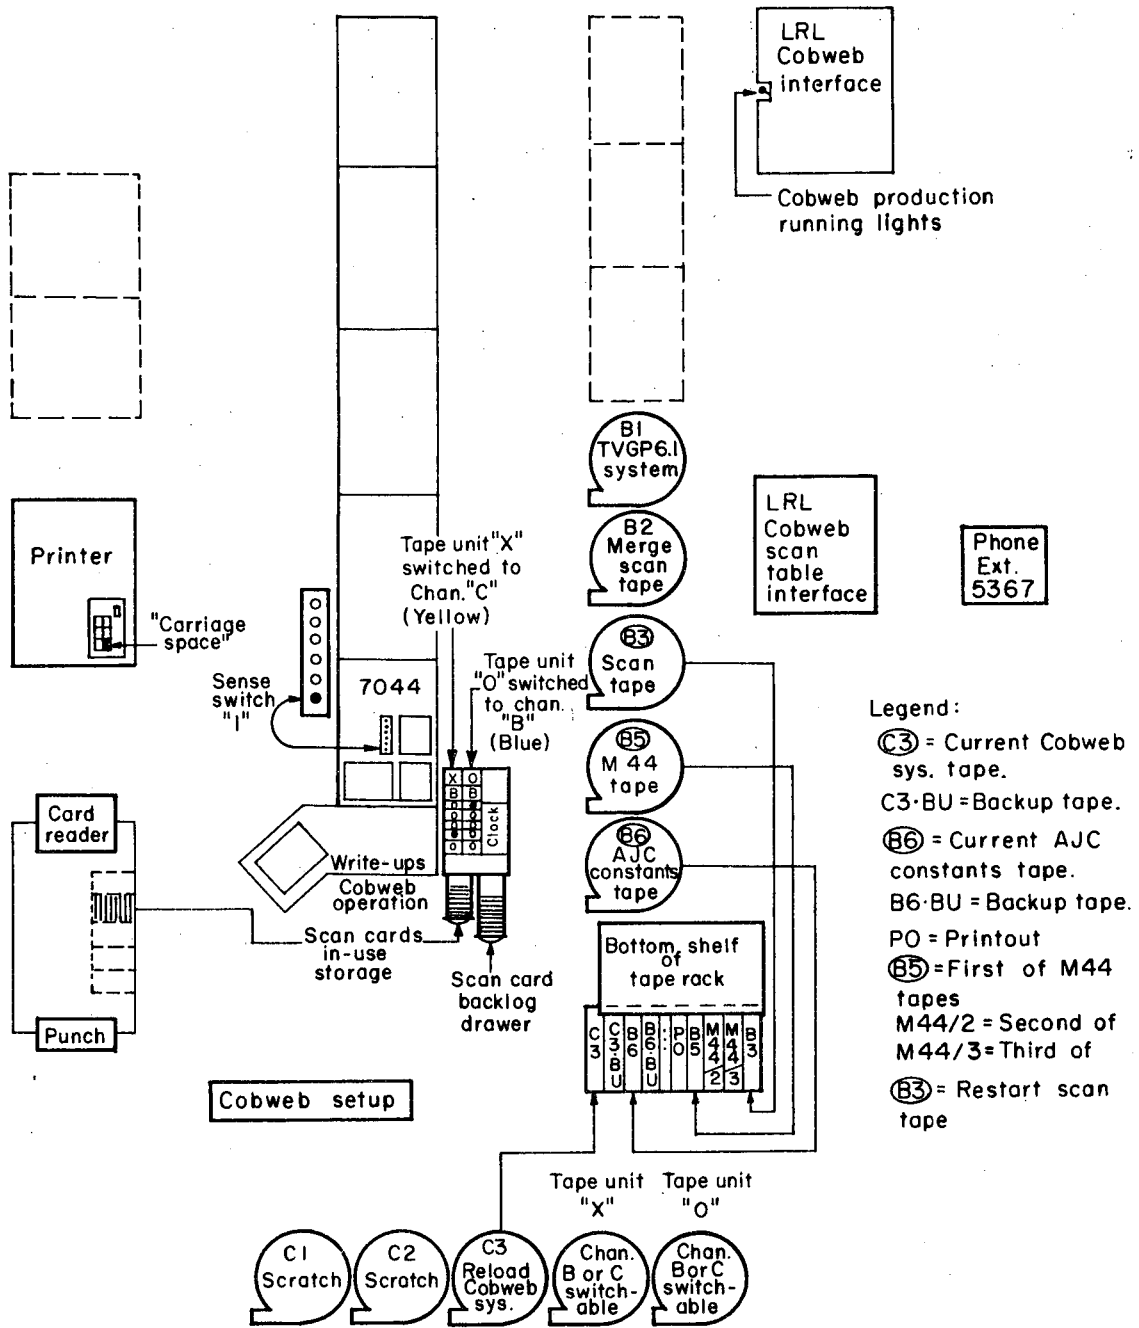 LRL
Cobweb
interface
Cobweb production
running lights
B1
TVGP6.1
system
B2
Merge
scan
tape
LRL
Cobweb
scan
table
interface
Phone
Ext.
5367
Printer
"Carriage
space"
Tape unit "X"
switched to
Chan. "C"
(Yellow)
Tape unit
"O" switched
to chan.
"B"
(Blue)
Sense
switch
"1"
7044
B3
Scan
tape
B5
M 44
tape
B6
AJC
constants
tape
X O
B B
Clock
Card
reader
Write-ups
Cobweb
operation
Scan cards
in-use
storage
Scan card
backlog
drawer
Punch
Cobweb setup
Bottom shelf
of
tape rack
C3
C3·BU
B6
B6·BU
PO
B5
M44/2
M44/3
B3
Legend:
C3 = Current Cobweb
sys. tape.
C3·BU = Backup tape.
B6 = Current AJC
constants tape.
B6·BU = Backup tape.
PO = Printout
B5 = First of M44
tapes
M44/2 = Second of
M44/3 = Third of
B3 = Restart scan
tape
Tape unit
"X"
Tape unit
"O"
C1
Scratch
C2
Scratch
C3
Reload
Cobweb
sys.
Chan.
B or C
switch-
able
Chan.
B or C
switch-
able